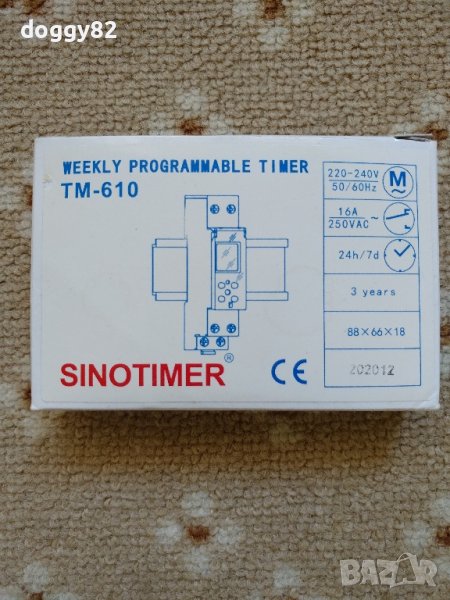 doggy82
WEEKLY PROGRAMMABLE TIMER
TM-610
220-240V
50/60Hz
M
16A
250VAC ~
24h/7d
3 years
88×66×18
202012
SINOTIMER ®
CE
BAZAR